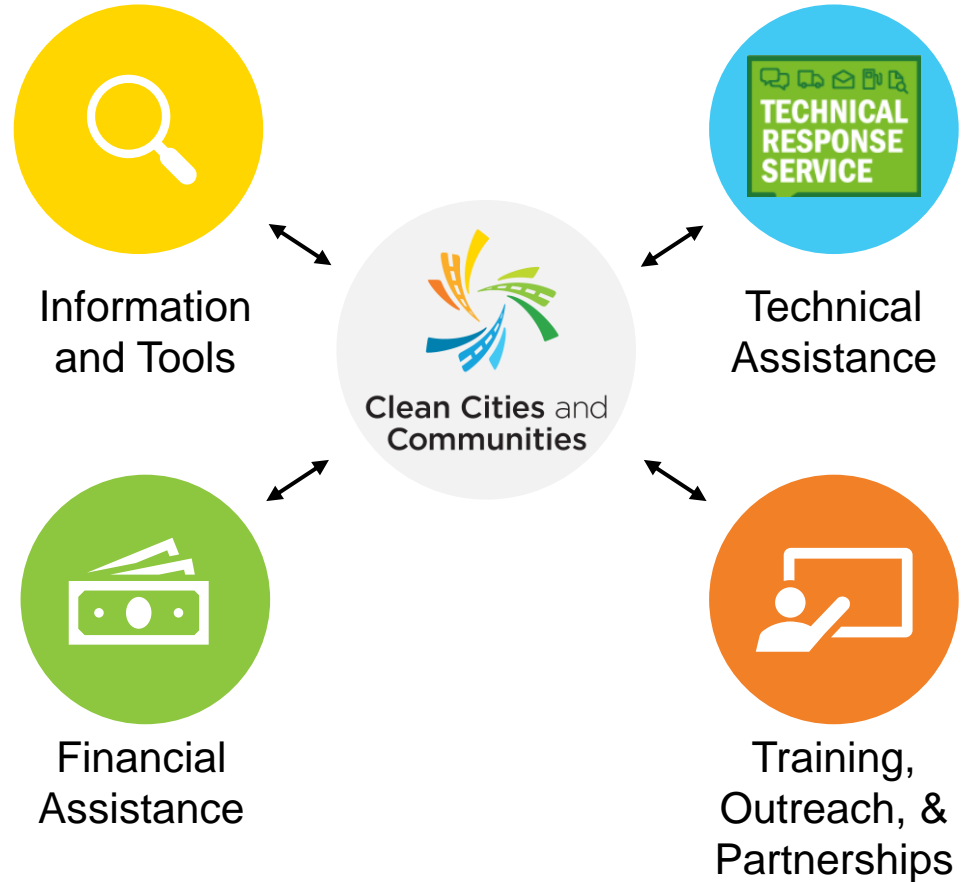 TECHNICAL
RESPONSE
SERVICE
Information
and Tools
Technical
Assistance
Clean Cities and
Communities
Financial
Assistance
Training,
Outreach, &
Partnerships